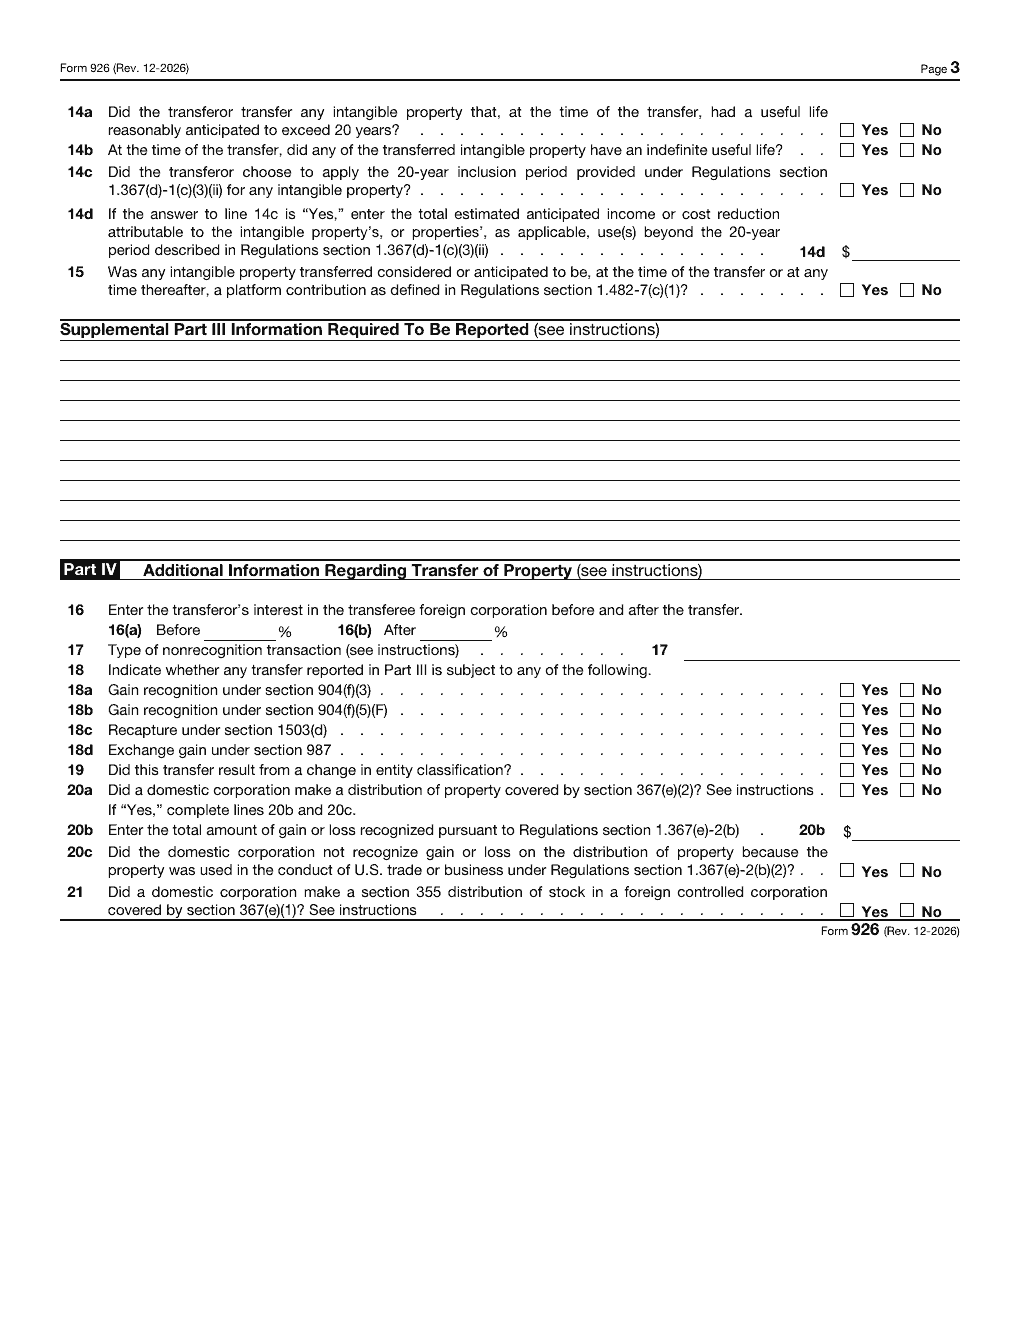 Form 926 (Rev. 12-2026) Page 3
14a Did the transferor transfer any intangible property that, at the time of the transfer, had a useful life
reasonably anticipated to exceed 20 years? . . . . . . . . . . . . . . . . . . . . . Yes No
14b At the time of the transfer, did any of the transferred intangible property have an indefinite useful life? . . Yes No
14c Did the transferor choose to apply the 20-year inclusion period provided under Regulations section
1.367(d)-1(c)(3)(ii) for any intangible property? . . . . . . . . . . . . . . . . . . . . . Yes No
14d If the answer to line 14c is “Yes,” enter the total estimated anticipated income or cost reduction
attributable to the intangible property’s, or properties’, as applicable, use(s) beyond the 20-year
period described in Regulations section 1.367(d)-1(c)(3)(ii) . . . . . . . . . . . . . . 14d $
15 Was any intangible property transferred considered or anticipated to be, at the time of the transfer or at any
time thereafter, a platform contribution as defined in Regulations section 1.482-7(c)(1)? . . . . . . . Yes No
Supplemental Part III Information Required To Be Reported (see instructions)
Part IV Additional Information Regarding Transfer of Property (see instructions)
16 Enter the transferor’s interest in the transferee foreign corporation before and after the transfer.
16(a) Before % 16(b) After %
17 Type of nonrecognition transaction (see instructions) . . . . . . . . 17
18 Indicate whether any transfer reported in Part III is subject to any of the following.
18a Gain recognition under section 904(f)(3) . . . . . . . . . . . . . . . . . . . . . . . Yes No
18b Gain recognition under section 904(f)(5)(F) . . . . . . . . . . . . . . . . . . . . . . Yes No
18c Recapture under section 1503(d) . . . . . . . . . . . . . . . . . . . . . . . . . Yes No
18d Exchange gain under section 987 . . . . . . . . . . . . . . . . . . . . . . . . . Yes No
19 Did this transfer result from a change in entity classification? . . . . . . . . . . . . . . . . Yes No
20a Did a domestic corporation make a distribution of property covered by section 367(e)(2)? See instructions . Yes No
If “Yes,” complete lines 20b and 20c.
20b Enter the total amount of gain or loss recognized pursuant to Regulations section 1.367(e)-2(b) . 20b $
20c Did the domestic corporation not recognize gain or loss on the distribution of property because the
property was used in the conduct of U.S. trade or business under Regulations section 1.367(e)-2(b)(2)? . . Yes No
21 Did a domestic corporation make a section 355 distribution of stock in a foreign controlled corporation
covered by section 367(e)(1)? See instructions . . . . . . . . . . . . . . . . . . . . Yes No
Form 926 (Rev. 12-2026)